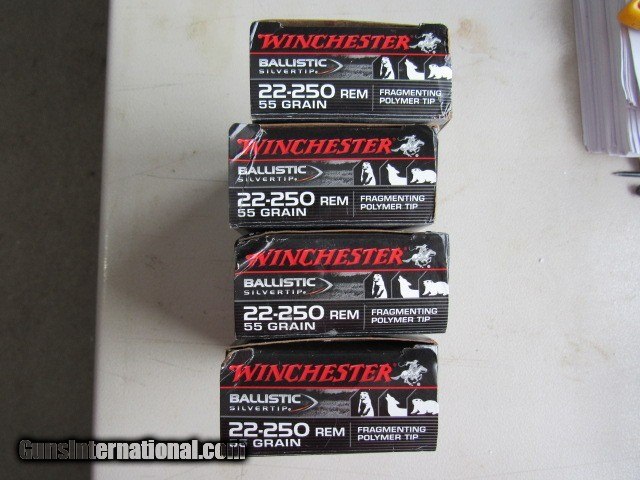 WINCHESTER
BALLISTIC
SILVERTIP®
22-250 REM
55 GRAIN
FRAGMENTING
POLYMER TIP
WINCHESTER
BALLISTIC
SILVERTIP®
22-250 REM
55 GRAIN
FRAGMENTING
POLYMER TIP
WINCHESTER
BALLISTIC
SILVERTIP®
22-250 REM
55 GRAIN
FRAGMENTING
POLYMER TIP
WINCHESTER
BALLISTIC
SILVERTIP®
22-250 REM
55 GRAIN
FRAGMENTING
POLYMER TIP
GunsInternational.com